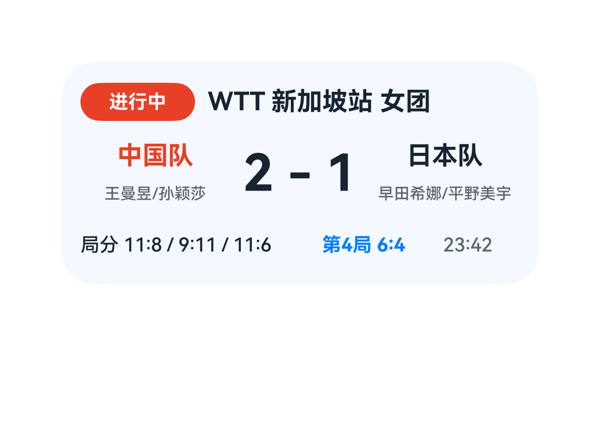 进行中 WTT 新加坡站 女团
中国队 2 - 1 日本队
王曼昱/孙颖莎 早田希娜/平野美宇
局分 11:8 / 9:11 / 11:6 第4局 6:4 23:42